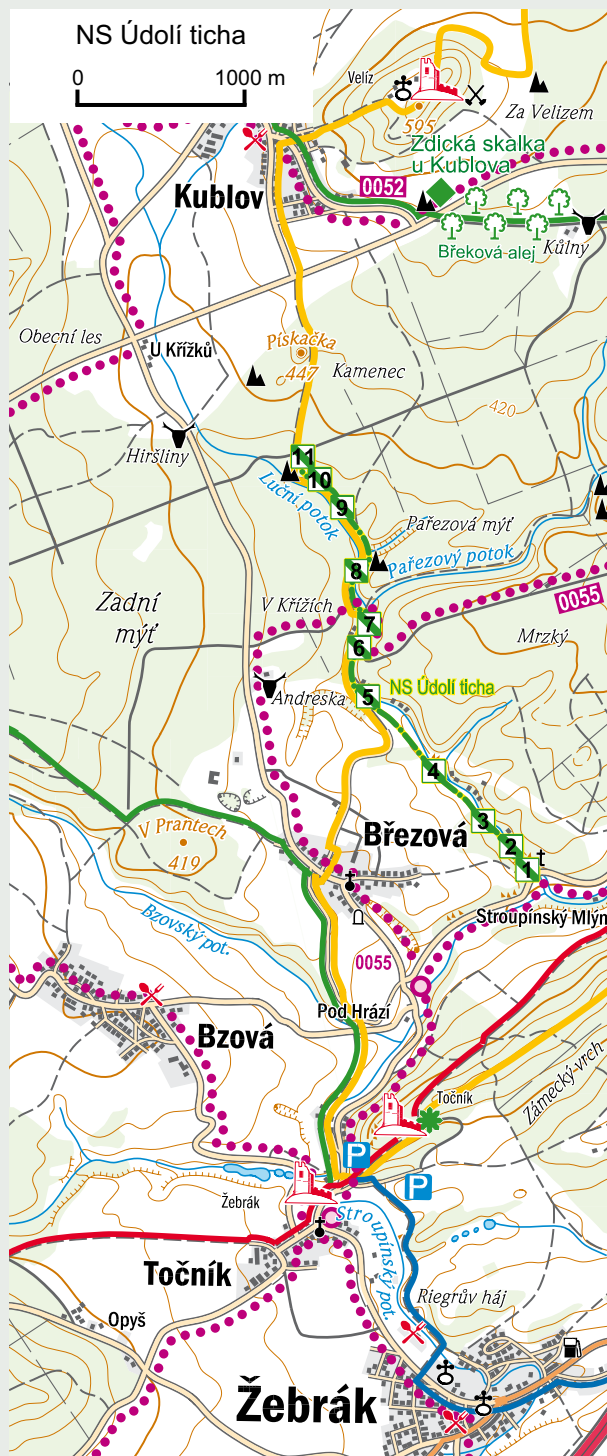 NS Údolí ticha
0 1000 m
Velíz
595
Za Velizem
Zdická skalka
u Kublova
Kublov
0052
Břeková alej
Kůlny
Obecní les
U Křížků
Pískačka
447
Kamenec
420
Hiršliny
11
10
9
Luční potok
Pařezová mýť
Pařezový potok
8
0055
Zadní
mýť
V Křížích
7
6
Mrzký
Andreska
5
NS Údolí ticha
4
V Prantech
419
Březová
3
2
1
Stroupínský Mlýn
Bzovský pot.
0055
Pod Hrází
Bzová
Zámecký vrch
Točník
P
P
Žebrák
Stroupínský
pot.
Točník
Riegrův háj
Opyš
Žebrák